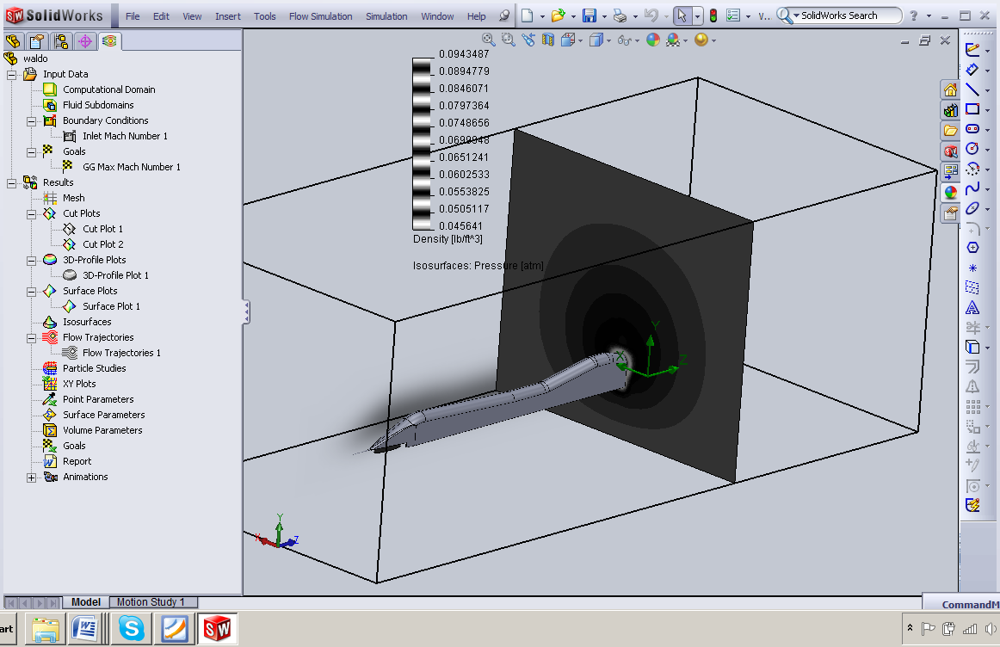 SolidWorks File Edit View Insert Tools Flow Simulation Simulation Window Help V.. SolidWorks Search ?
waldo
Input Data
Computational Domain
Fluid Subdomains
Boundary Conditions
Inlet Mach Number 1
Goals
GG Max Mach Number 1
Results
Mesh
Cut Plots
Cut Plot 1
Cut Plot 2
3D-Profile Plots
3D-Profile Plot 1
Surface Plots
Surface Plot 1
Isosurfaces
Flow Trajectories
Flow Trajectories 1
Particle Studies
XY Plots
Point Parameters
Surface Parameters
Volume Parameters
Goals
Report
Animations
0.0943487
0.0894779
0.0846071
0.0797364
0.0748656
0.0699948
0.0651241
0.0602533
0.0553825
0.0505117
0.045641
Density [lb/ft^3]
Isosurfaces: Pressure [atm]
Y
X
Z
Y
X
Z
Model Motion Study 1
CommandM
art
W
S
SW